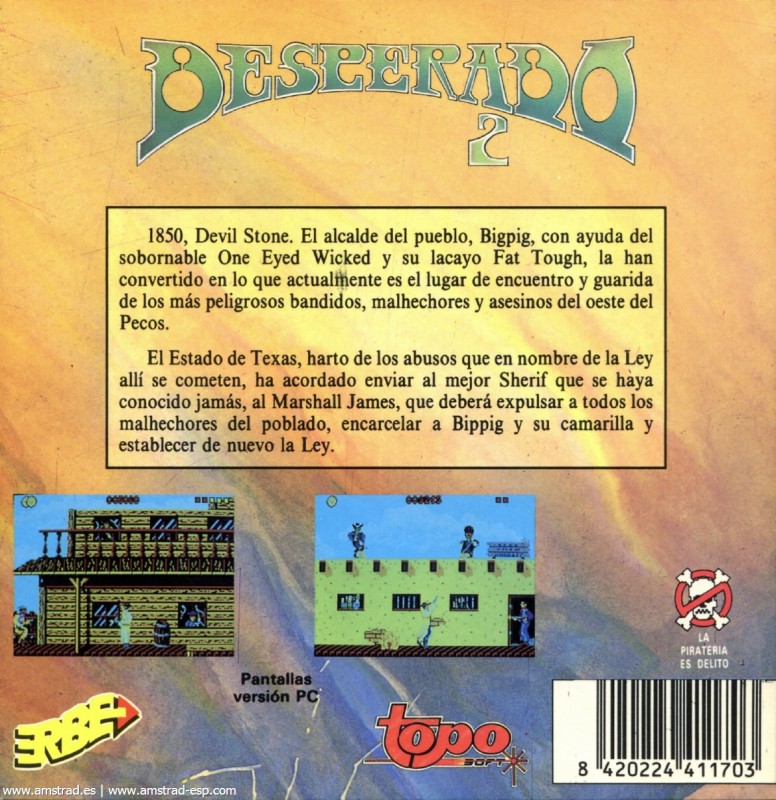 DESPERADO
2
1850, Devil Stone. El alcalde del pueblo, Bigpig, con ayuda del
sobornable One Eyed Wicked y su lacayo Fat Tough, la han
convertido en lo que actualmente es el lugar de encuentro y guarida
de los más peligrosos bandidos, malhechores y asesinos del oeste del
Pecos.
El Estado de Texas, harto de los abusos que en nombre de la Ley
allí se cometen, ha acordado enviar al mejor Sherif que se haya
conocido jamás, al Marshall James, que deberá expulsar a todos los
malhechores del poblado, encarcelar a Bippig y su camarilla y
establecer de nuevo la Ley.
Pantallas
versión PC
LA
PIRATERIA
ES DELITO
ERBE
topo
SOFT
8 420224 411703
www.amstrad.es | www.amstrad-esp.com